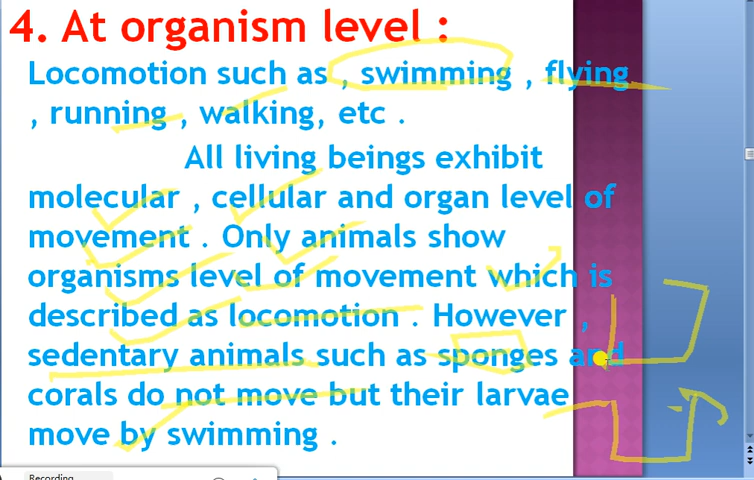 4. At organism level :
Locomotion such as , swimming , flying
, running , walking, etc .
All living beings exhibit
molecular , cellular and organ level of
movement . Only animals show
organisms level of movement which is
described as locomotion . However ,
sedentary animals such as sponges and
corals do not move but their larvae
move by swimming .
Recording